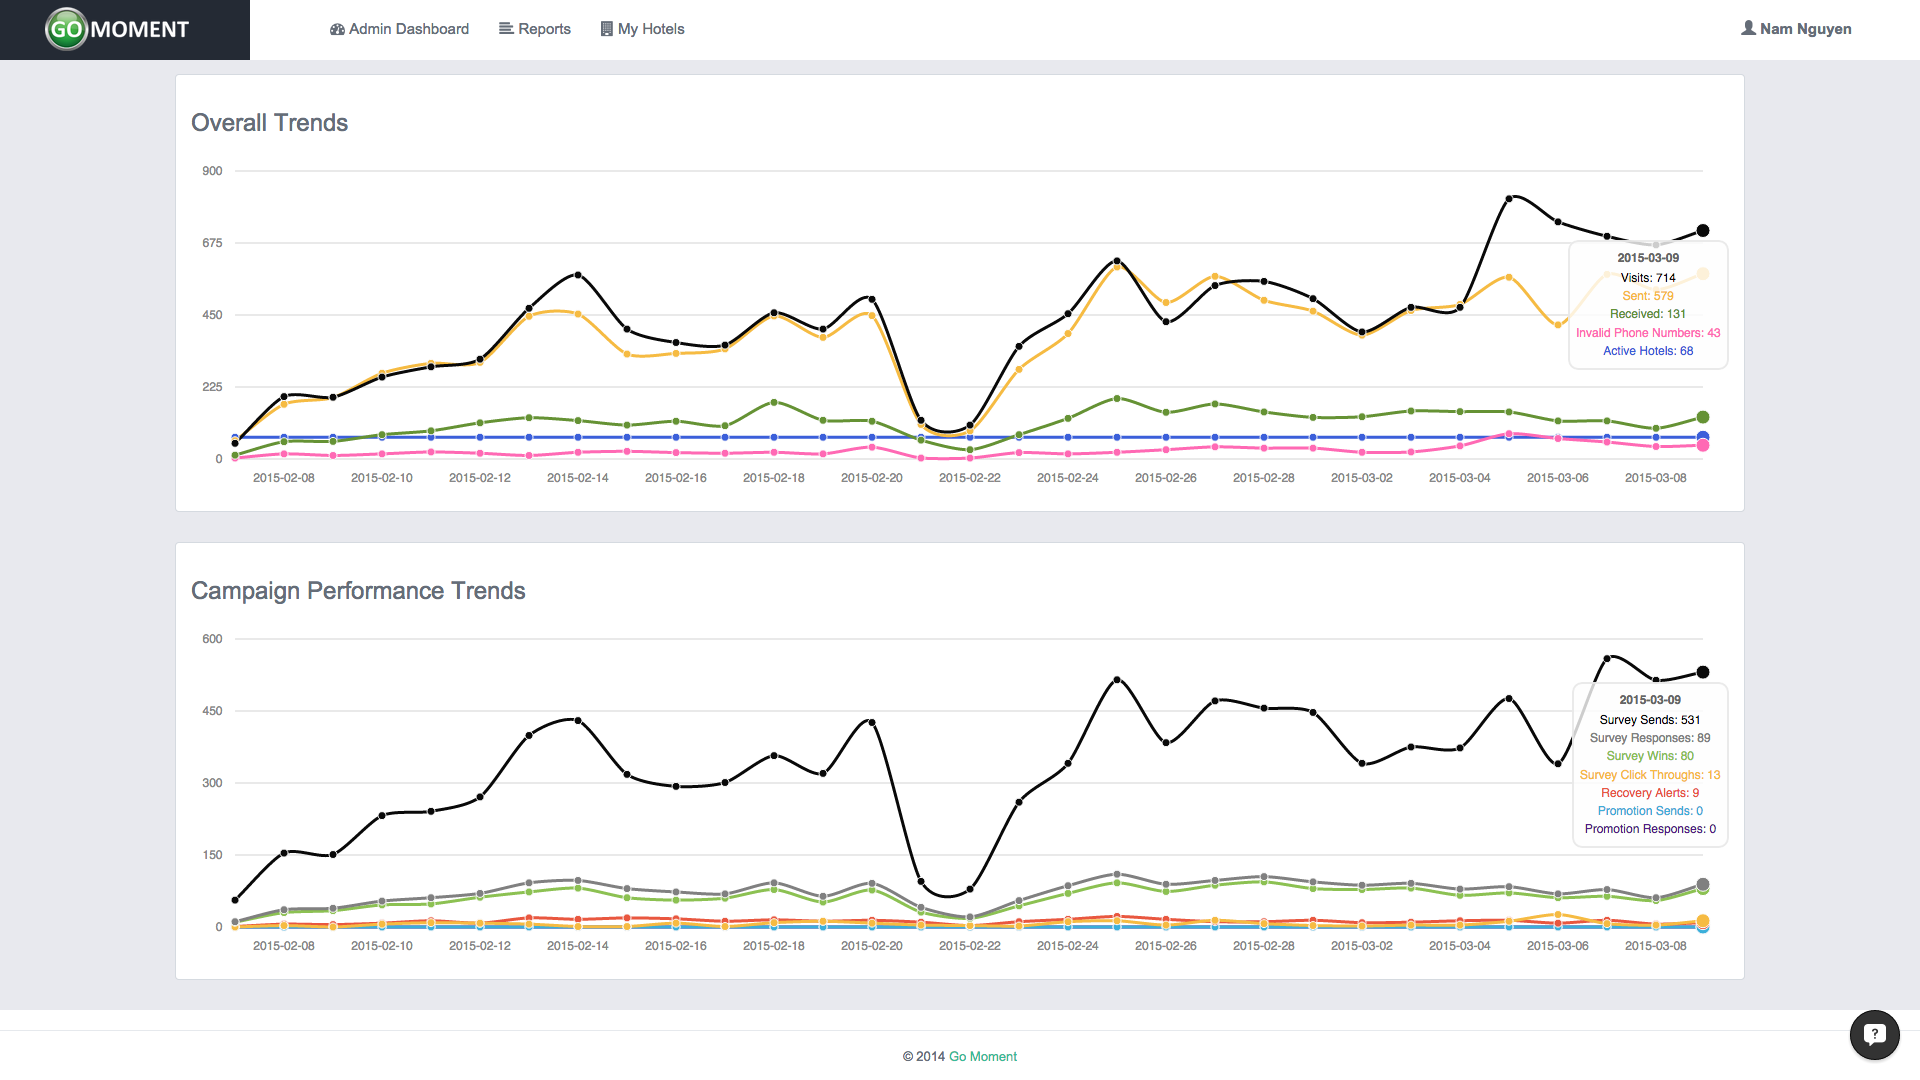 GO MOMENT
Admin Dashboard
Reports
My Hotels
Nam Nguyen
Overall Trends
900
675
450
225
0
2015-02-08
2015-02-10
2015-02-12
2015-02-14
2015-02-16
2015-02-18
2015-02-20
2015-02-22
2015-02-24
2015-02-26
2015-02-28
2015-03-02
2015-03-04
2015-03-06
2015-03-08
2015-03-09
Visits: 714
Sent: 579
Received: 131
Invalid Phone Numbers: 43
Active Hotels: 68
Campaign Performance Trends
600
450
300
150
0
2015-02-08
2015-02-10
2015-02-12
2015-02-14
2015-02-16
2015-02-18
2015-02-20
2015-02-22
2015-02-24
2015-02-26
2015-02-28
2015-03-02
2015-03-04
2015-03-06
2015-03-08
2015-03-09
Survey Sends: 531
Survey Responses: 89
Survey Wins: 80
Survey Click Throughs: 13
Recovery Alerts: 9
Promotion Sends: 0
Promotion Responses: 0
© 2014 Go Moment
?